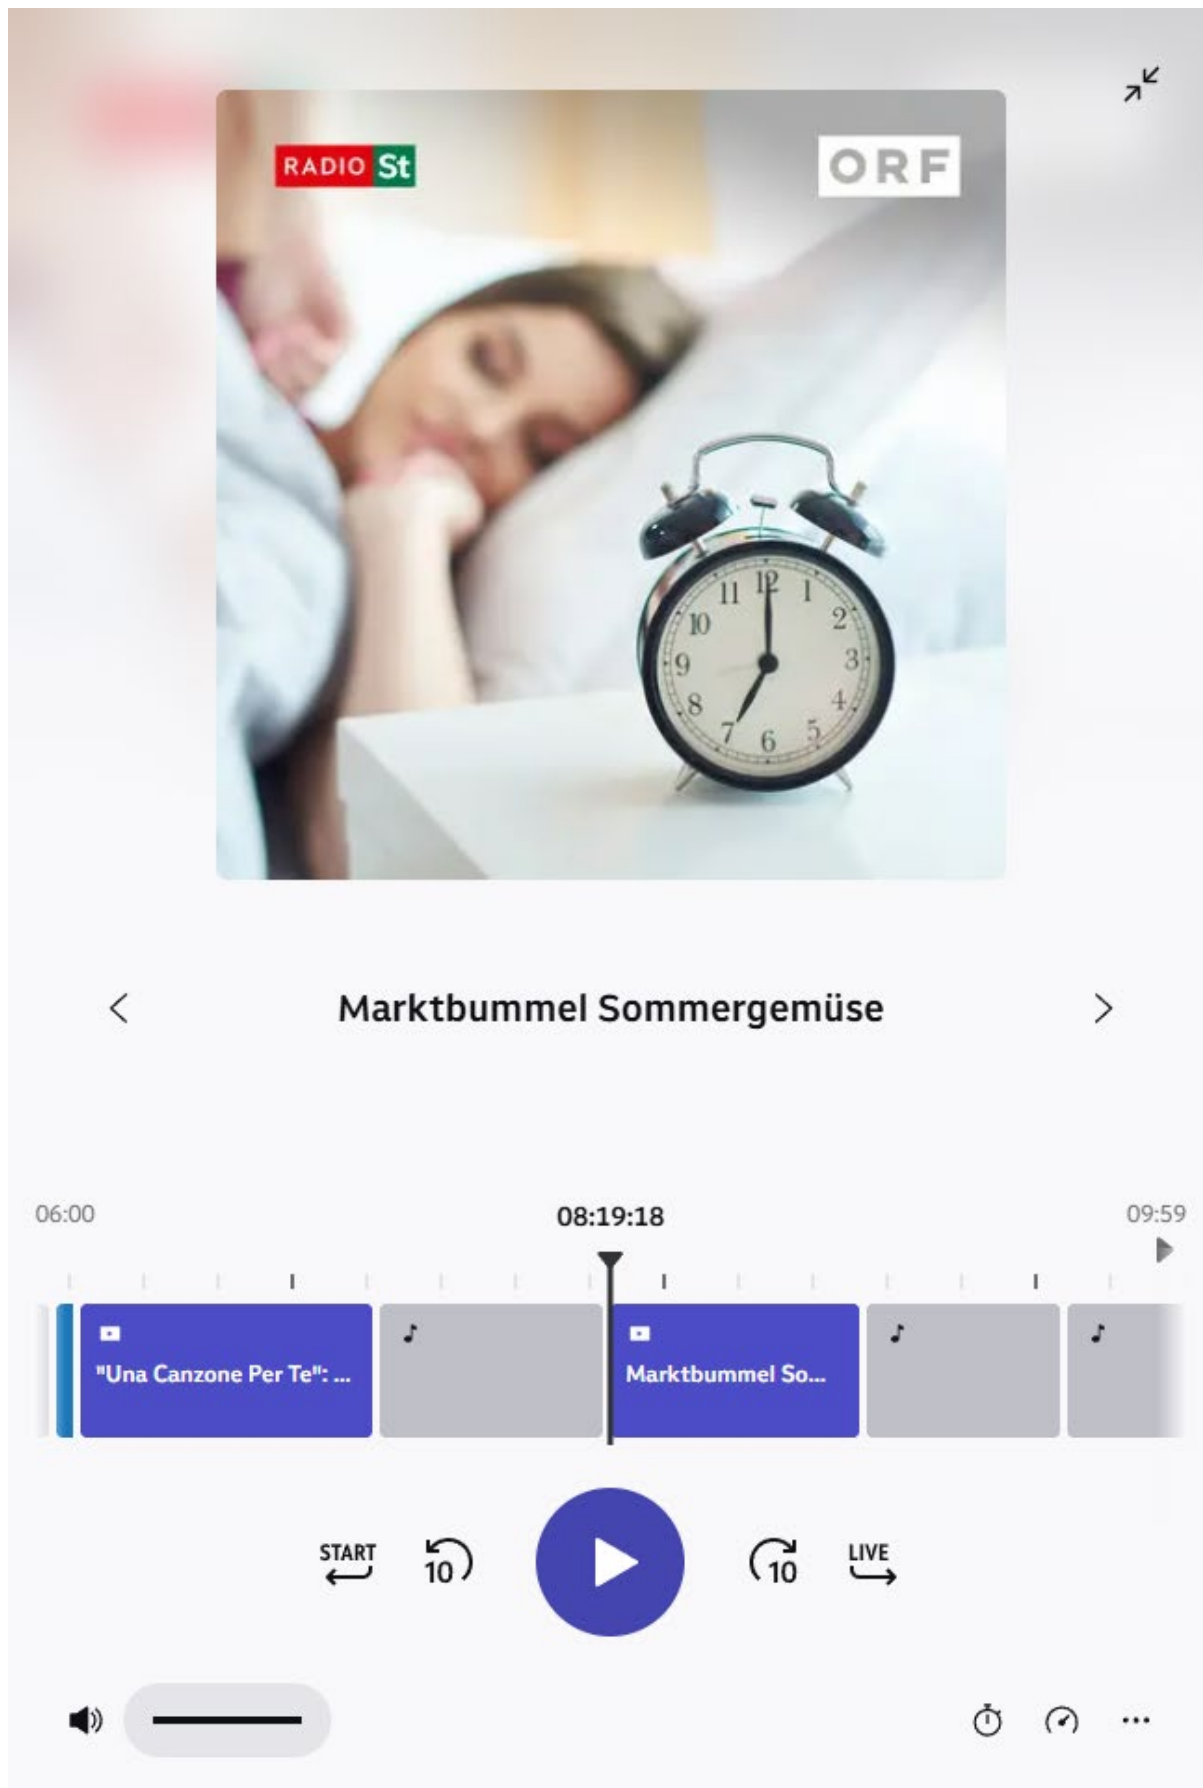 RADIO St
ORF
11 12 1
10 2
9 3
8 4
7 6 5
Marktbummel Sommergemüse
06:00 08:19:18 09:59
"Una Canzone Per Te": ... Marktbummel So...
START 10 10 LIVE